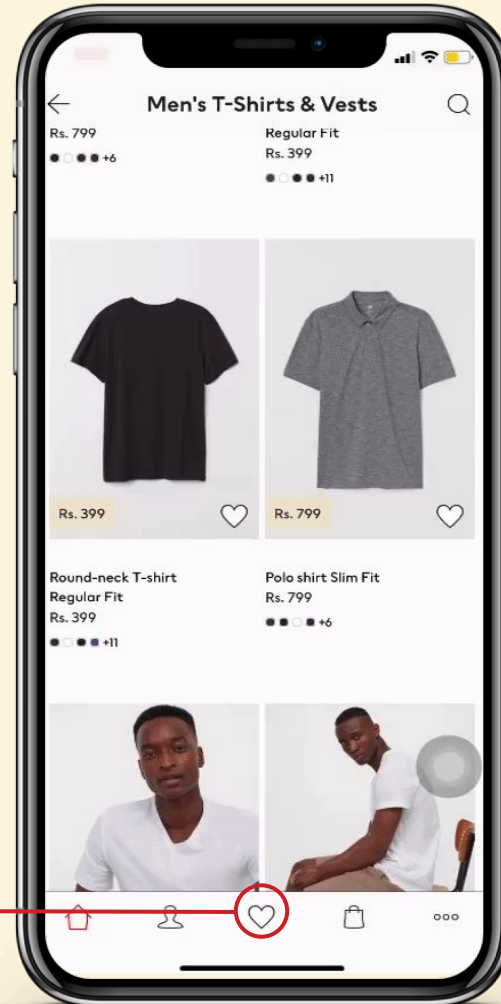 Men's T-Shirts & Vests
Rs. 799
+6
Regular Fit
Rs. 399
+11
Rs. 399
Rs. 799
Round-neck T-shirt
Regular Fit
Rs. 399
+11
Polo shirt Slim Fit
Rs. 799
+6